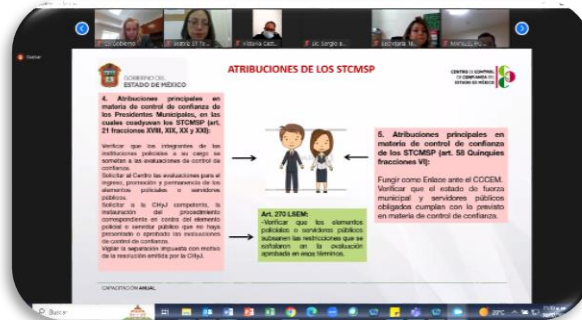 ATRIBUCIONES DE LOS STCMSP
GOBIERNO DEL
ESTADO DE MÉXICO
CENTRO DE CONTROL
DE CONFIANZA DEL
ESTADO DE MÉXICO
4. Atribuciones principales en
materia de control de confianza de
los Presidentes Municipales, en las
cuales coadyuvan los STCMSP (art.
21 fracciones XVIII, XIX, XX y XXI):
Verificar que los integrantes de las
instituciones policiales a su cargo se
sometan a las evaluaciones de control de
confianza.
Solicitar al Centro las evaluaciones para el
ingreso, promoción y permanencia de los
elementos policiales o servidores
públicos.
Solicitar a la CHyJ competente, la
instauración del procedimiento
correspondiente en contra del elemento
policial o servidor público que no haya
presentado o aprobado las evaluaciones
de control de confianza.
Vigilar la separación impuesta con motivo
de la resolución emitida por la CHyJ.
Art. 270 LSEM:
-Verificar que los elementos
policiales o servidores públicos
subsanen las restricciones que se
señalaron en la evaluación
aprobada en esos términos.
5. Atribuciones principales en
materia de control de confianza
de los STCMSP (art. 58 Quinquies
fracciones VI):
Fungir como Enlace ante el CCCEM.
Verificar que el estado de fuerza
municipal y servidores públicos
obligados cumplan con lo previsto
en materia de control de confianza.
CAPACITACIÓN ANUAL
Buscar
20°C